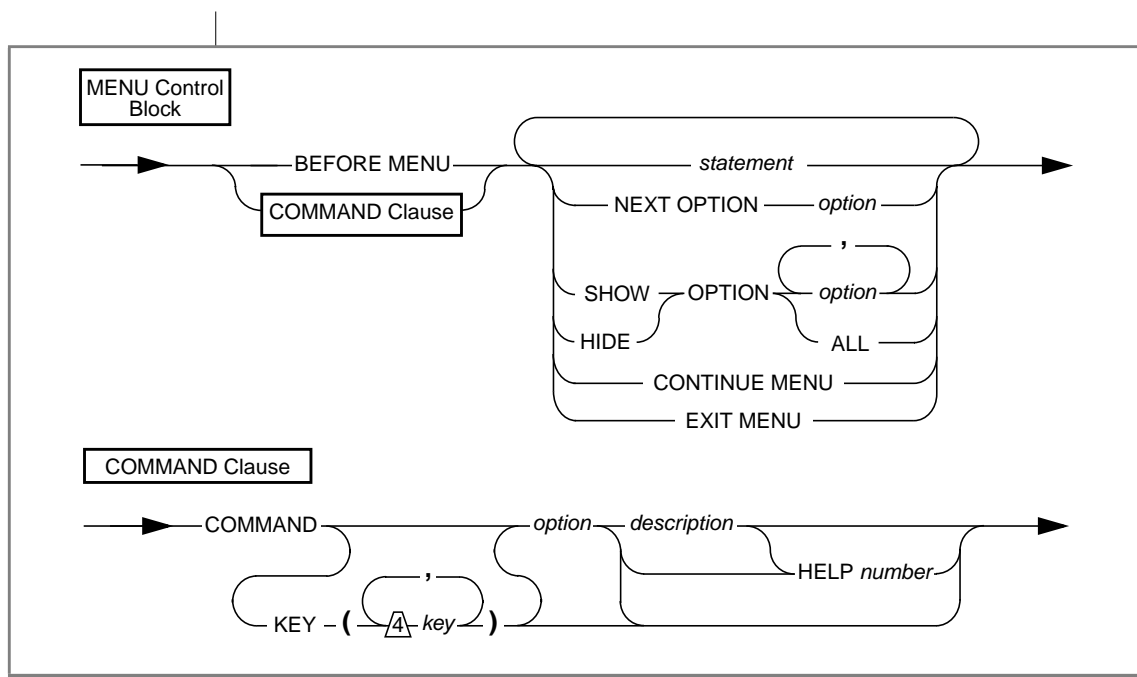 MENU Control
Block
BEFORE MENU
statement
COMMAND Clause
NEXT OPTION option
,
SHOW OPTION option
HIDE ALL
CONTINUE MENU
EXIT MENU
COMMAND Clause
COMMAND option description
HELP number
,
KEY ( 4 key )